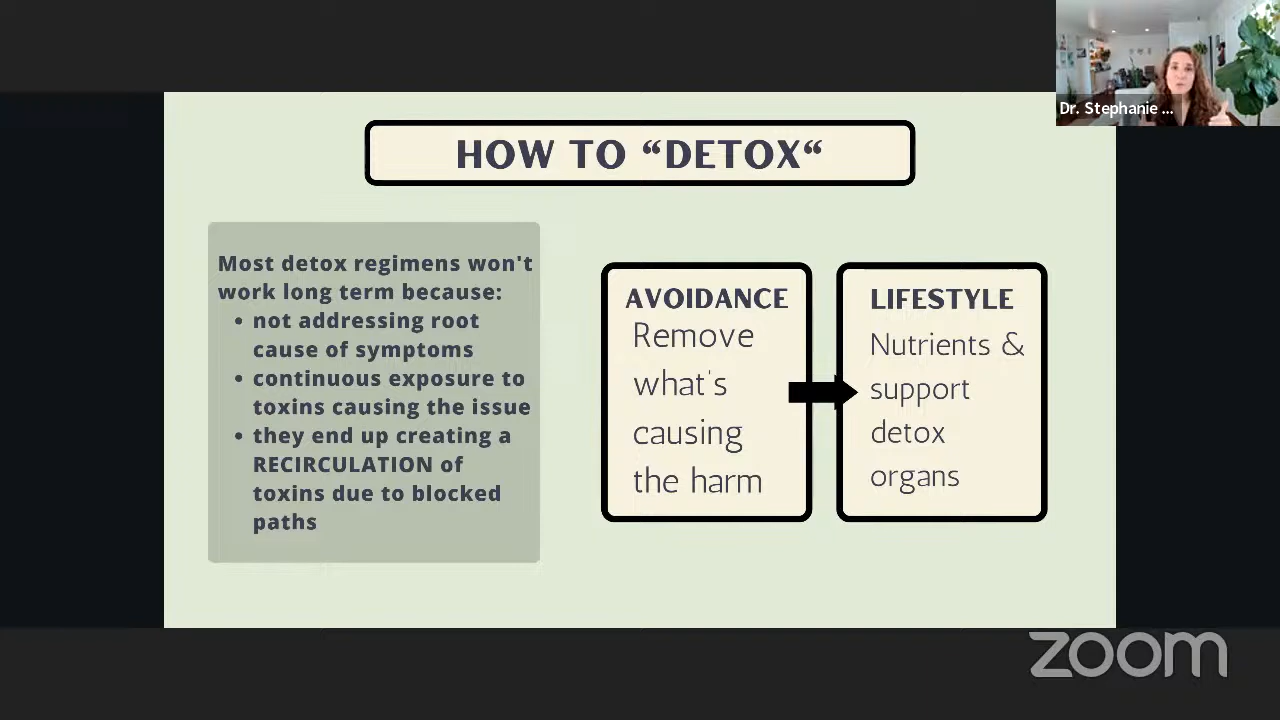 Dr. Stephanie ...
HOW TO “DETOX“
Most detox regimens won't
work long term because:
• not addressing root
cause of symptoms
• continuous exposure to
toxins causing the issue
• they end up creating a
RECIRCULATION of
toxins due to blocked
paths
AVOIDANCE
Remove
what's
causing
the harm
LIFESTYLE
Nutrients &
support
detox
organs
zoom